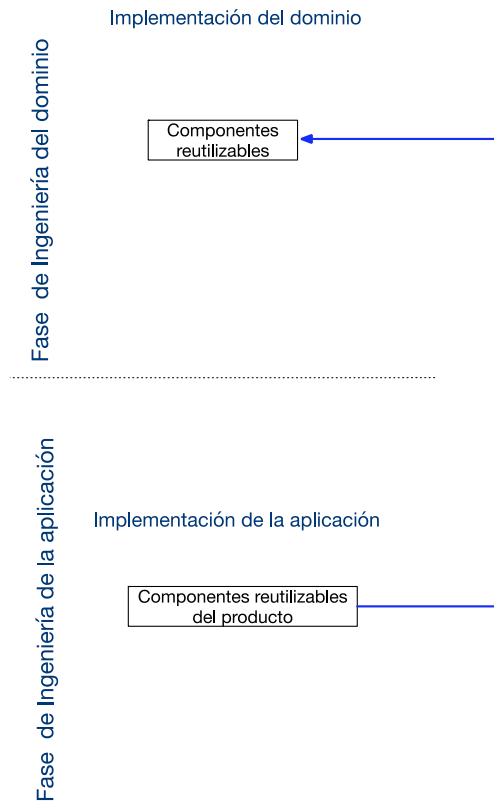 Implementación del dominio
Fase de Ingeniería del dominio
Componentes
reutilizables
Fase de Ingeniería de la aplicación
Implementación de la aplicación
Componentes reutilizables
del producto